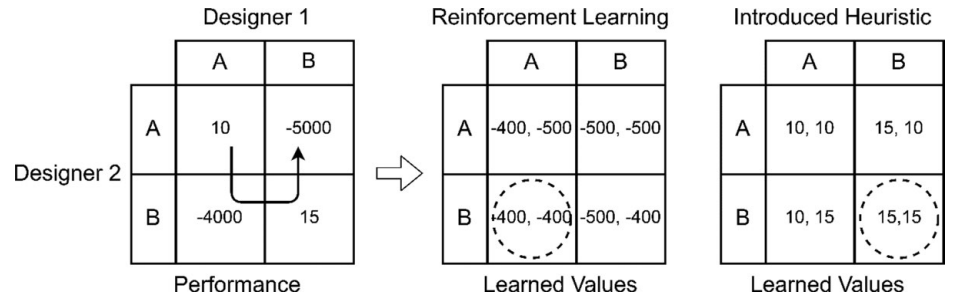 Designer 1
Reinforcement Learning
Introduced Heuristic
A B
A B
A B
A 10 -5000
A -400, -500 -500, -500
A 10, 10 15, 10
Designer 2
B -4000 15
B -400, -400 -500, -400
B 10, 15 15,15
Performance
Learned Values
Learned Values